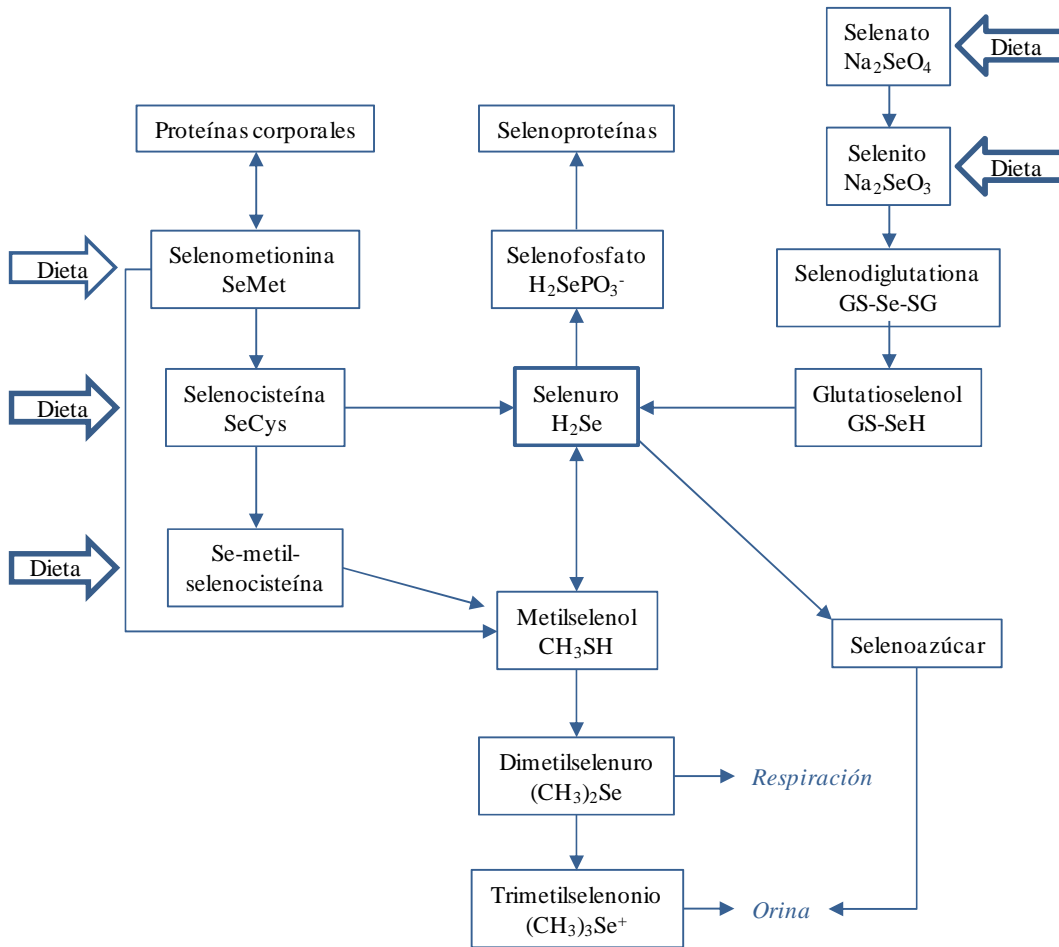 Selenato
Na₂SeO₄
Dieta
Proteínas corporales
Selenoproteínas
Selenito
Na₂SeO₃
Dieta
Dieta
Selenometionina
SeMet
Selenofosfato
H₂SePO₃⁻
Selenodiglutationa
GS-Se-SG
Dieta
Selenocisteína
SeCys
Selenuro
H₂Se
Glutatioselenol
GS-SeH
Dieta
Se-metil-
selenocisteína
Metilselenol
CH₃SH
Selenoazúcar
Dimetilselenuro
(CH₃)₂Se
Respiración
Trimetilselenonio
(CH₃)₃Se⁺
Orina